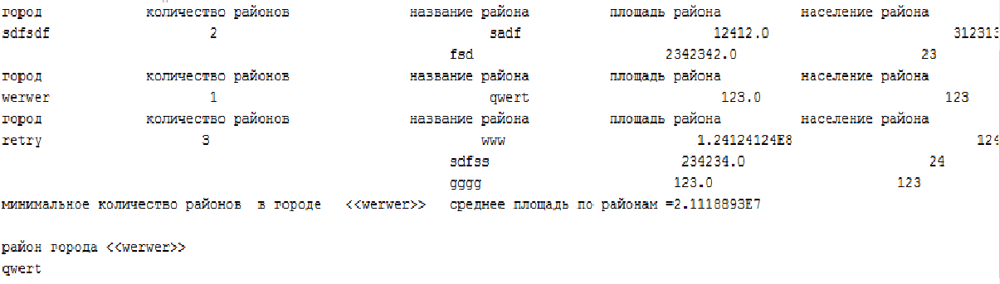 город количество районов название района площадь района население района
sdfsdf 2 sadf 12412.0 312313
fsd 2342342.0 23
город количество районов название района площадь района население района
werwer 1 qwert 123.0 123
город количество районов название района площадь района население района
retry 3 www 1.24124124E8 124
sdfss 234234.0 24
gggg 123.0 123
минимальное количество районов в городе <<werwer>> среднее площадь по районам =2.1118893E7
район города <<werwer>>
qwert